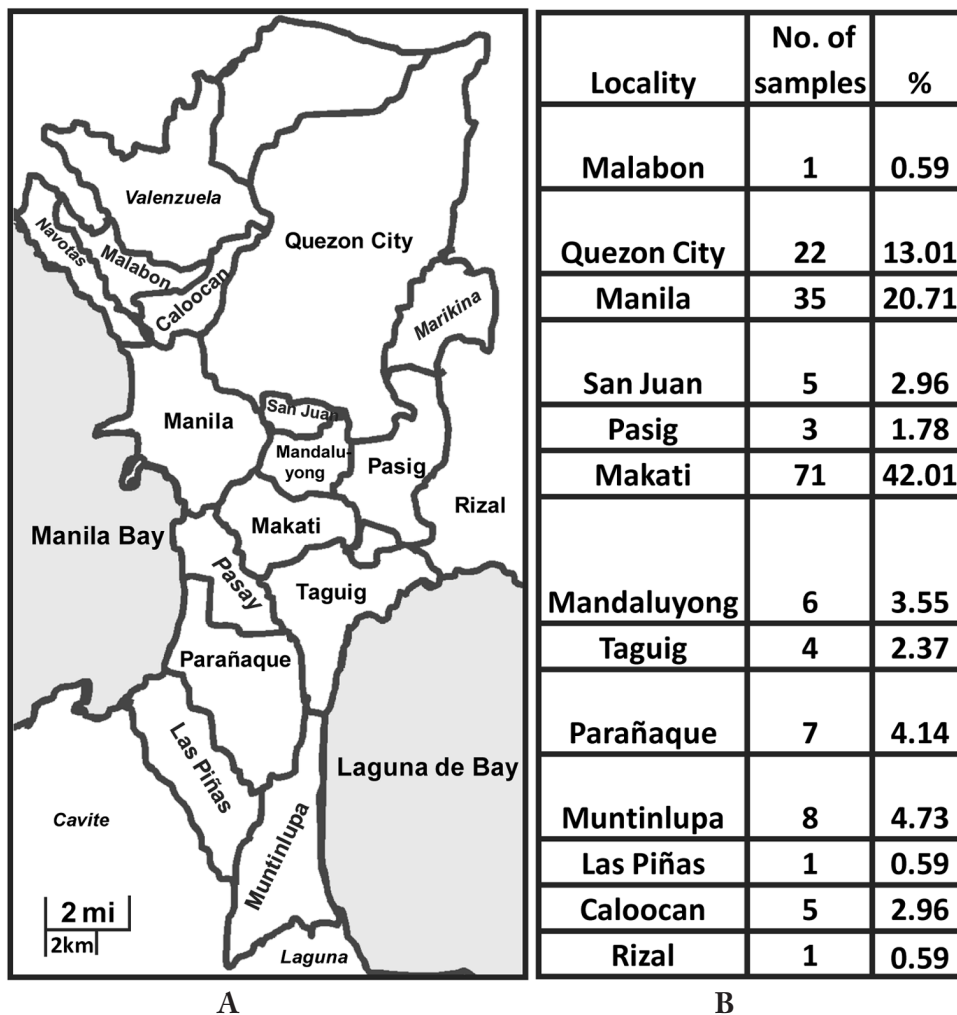 Valenzuela
Quezon City
Navotas
Malabon
Caloocan
Marikina
San Juan
Manila
Mandalu-
yong
Pasig
Rizal
Makati
Manila Bay
Pasay
Taguig
Parañaque
Las Piñas
Laguna de Bay
Cavite
Muntinlupa
2 mi
2km
Laguna
A
Locality No. of samples %
Malabon 1 0.59
Quezon City 22 13.01
Manila 35 20.71
San Juan 5 2.96
Pasig 3 1.78
Makati 71 42.01
Mandaluyong 6 3.55
Taguig 4 2.37
Parañaque 7 4.14
Muntinlupa 8 4.73
Las Piñas 1 0.59
Caloocan 5 2.96
Rizal 1 0.59
B